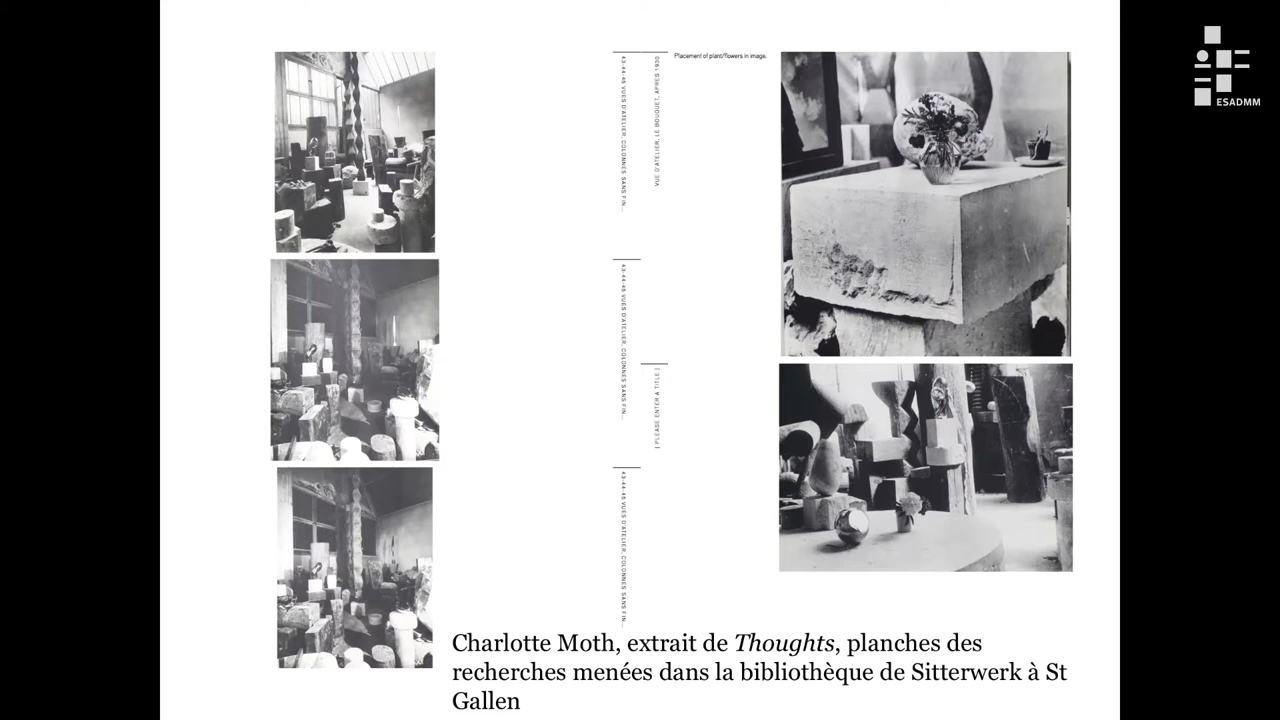 43-44-45 VUES D'ATELIER, COLONNES SANS FIN...
VUE D'ATELIER, LE BOUQUET, APRES 1930
Placement of plant/flowers in image.
43-44-45 VUES D'ATELIER, COLONNES SANS FIN...
[ PLEASE ENTER A TITLE ]
43-44-45 VUES D'ATELIER, COLONNES SANS FIN...
ESADMM
Charlotte Moth, extrait de Thoughts, planches des
recherches menées dans la bibliothèque de Sitterwerk à St
Gallen